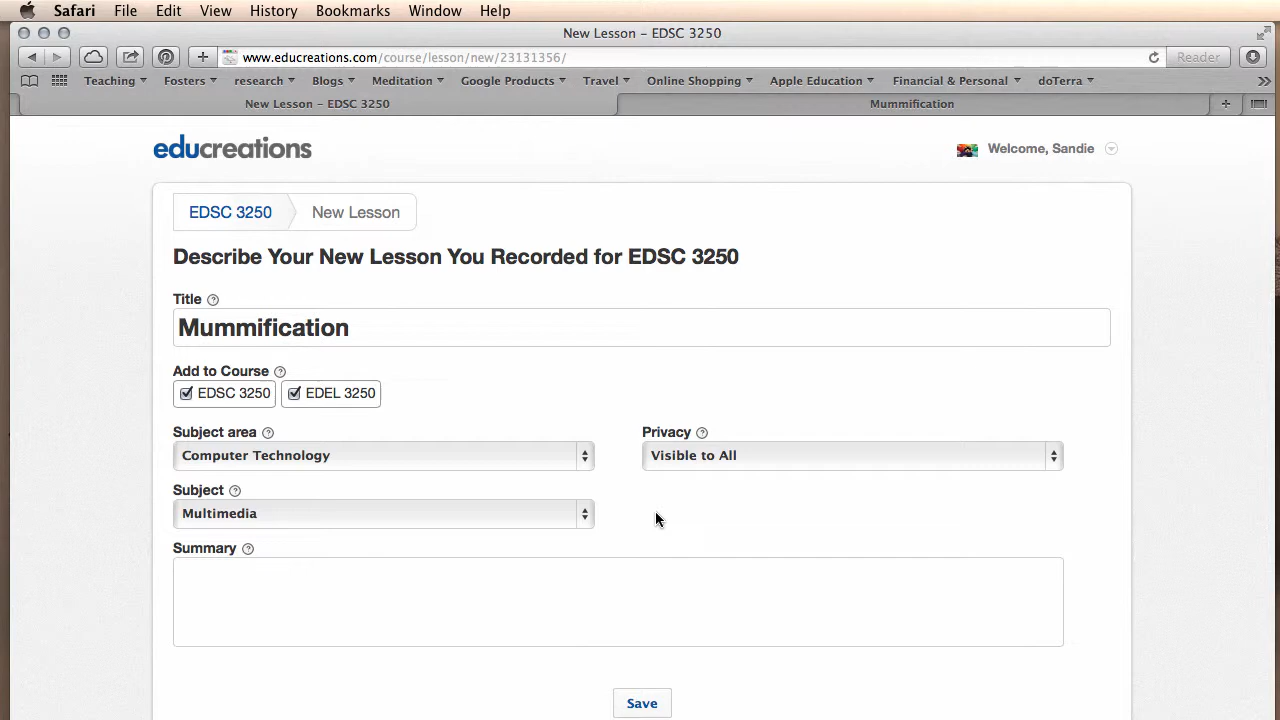 Safari File Edit View History Bookmarks Window Help
New Lesson – EDSC 3250
www.educreations.com/course/lesson/new/23131356/ Reader
Teaching Fosters research Blogs Meditation Google Products Travel Online Shopping Apple Education Financial & Personal doTerra
New Lesson – EDSC 3250 Mummification
educreations Welcome, Sandie
EDSC 3250 New Lesson
Describe Your New Lesson You Recorded for EDSC 3250
Title ?
Mummification
Add to Course ?
EDSC 3250 EDEL 3250
Subject area ? Privacy ?
Computer Technology Visible to All
Subject ?
Multimedia
Summary ?
Save